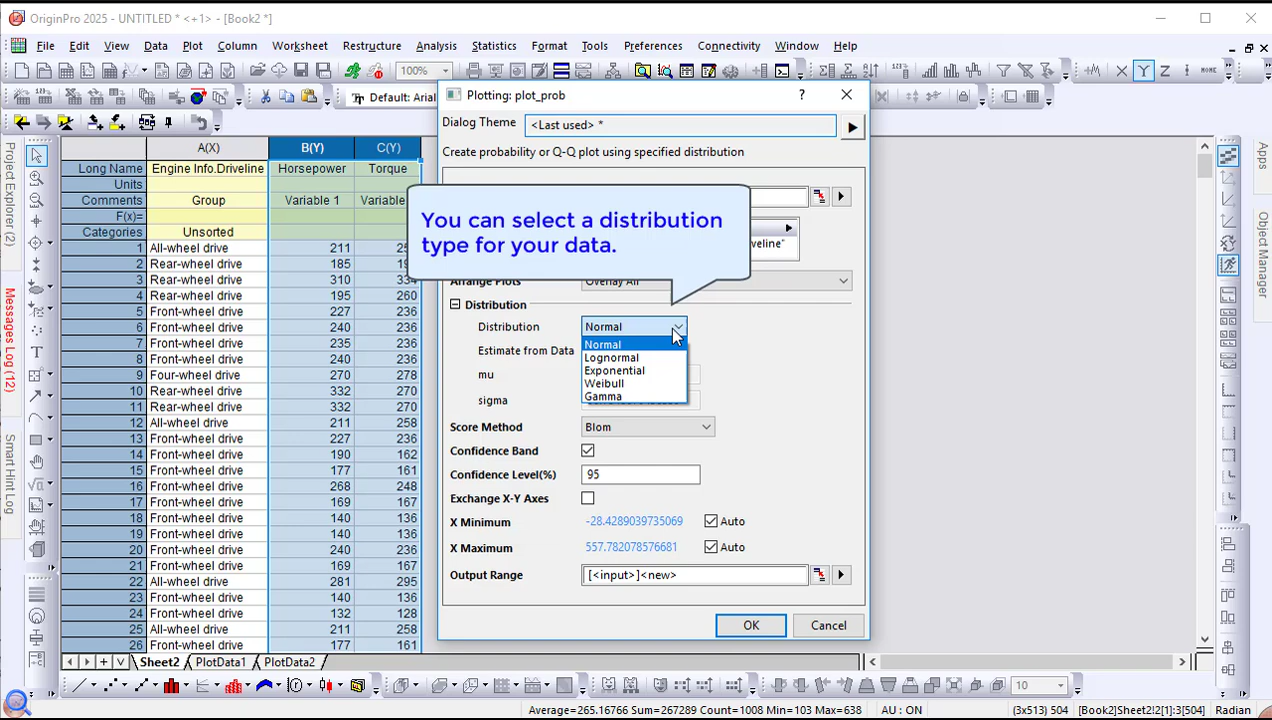 OriginPro 2025 - UNTITLED * <+1> - [Book2 *]
File Edit View Data Plot Column Worksheet Restructure Analysis Statistics Format Tools Preferences Connectivity Window Help
100%
Default: Arial
Project Explorer (2)
Messages Log (12)
Smart Hint Log
Apps
Object Manager
A(X) B(Y) C(Y)
Long Name Engine Info.Driveline Horsepower Torque
Units
Comments Group Variable 1 Variable
F(x)=
Categories Unsorted
1 All-wheel drive 211
2 Rear-wheel drive 185
3 Rear-wheel drive 310 334
4 Rear-wheel drive 195 260
5 Front-wheel drive 227 236
6 Front-wheel drive 240 236
7 Front-wheel drive 235 240
8 Front-wheel drive 240 236
9 Four-wheel drive 270 278
10 Rear-wheel drive 332 270
11 Rear-wheel drive 332 270
12 All-wheel drive 211 258
13 Front-wheel drive 227 236
14 Front-wheel drive 190 162
15 Front-wheel drive 177 161
16 Front-wheel drive 268 248
17 Front-wheel drive 169 167
18 Front-wheel drive 140 136
19 Front-wheel drive 140 136
20 Front-wheel drive 240 236
21 Front-wheel drive 169 167
22 All-wheel drive 281 295
23 Front-wheel drive 140 136
24 Front-wheel drive 132 128
25 All-wheel drive 211 258
26 Front-wheel drive 177 161
Plotting: plot_prob
Dialog Theme <Last used> *
Create probability or Q-Q plot using specified distribution
You can select a distribution
type for your data.
veline"
Arrange Plots Overlay All
Distribution
Distribution Normal
Normal
Lognormal
Exponential
Weibull
Gamma
Estimate from Data
mu
sigma
Score Method Blom
Confidence Band
Confidence Level(%) 95
Exchange X-Y Axes
X Minimum -28.4289039735069 Auto
X Maximum 557.782078576681 Auto
Output Range [<input>]<new>
OK Cancel
Sheet2 PlotData1 PlotData2
10
Average=265.16766 Sum=267289 Count=1008 Min=103 Max=638 AU : ON (3x513) 504 [Book2]Sheet2!2[1]:3[504] Radian